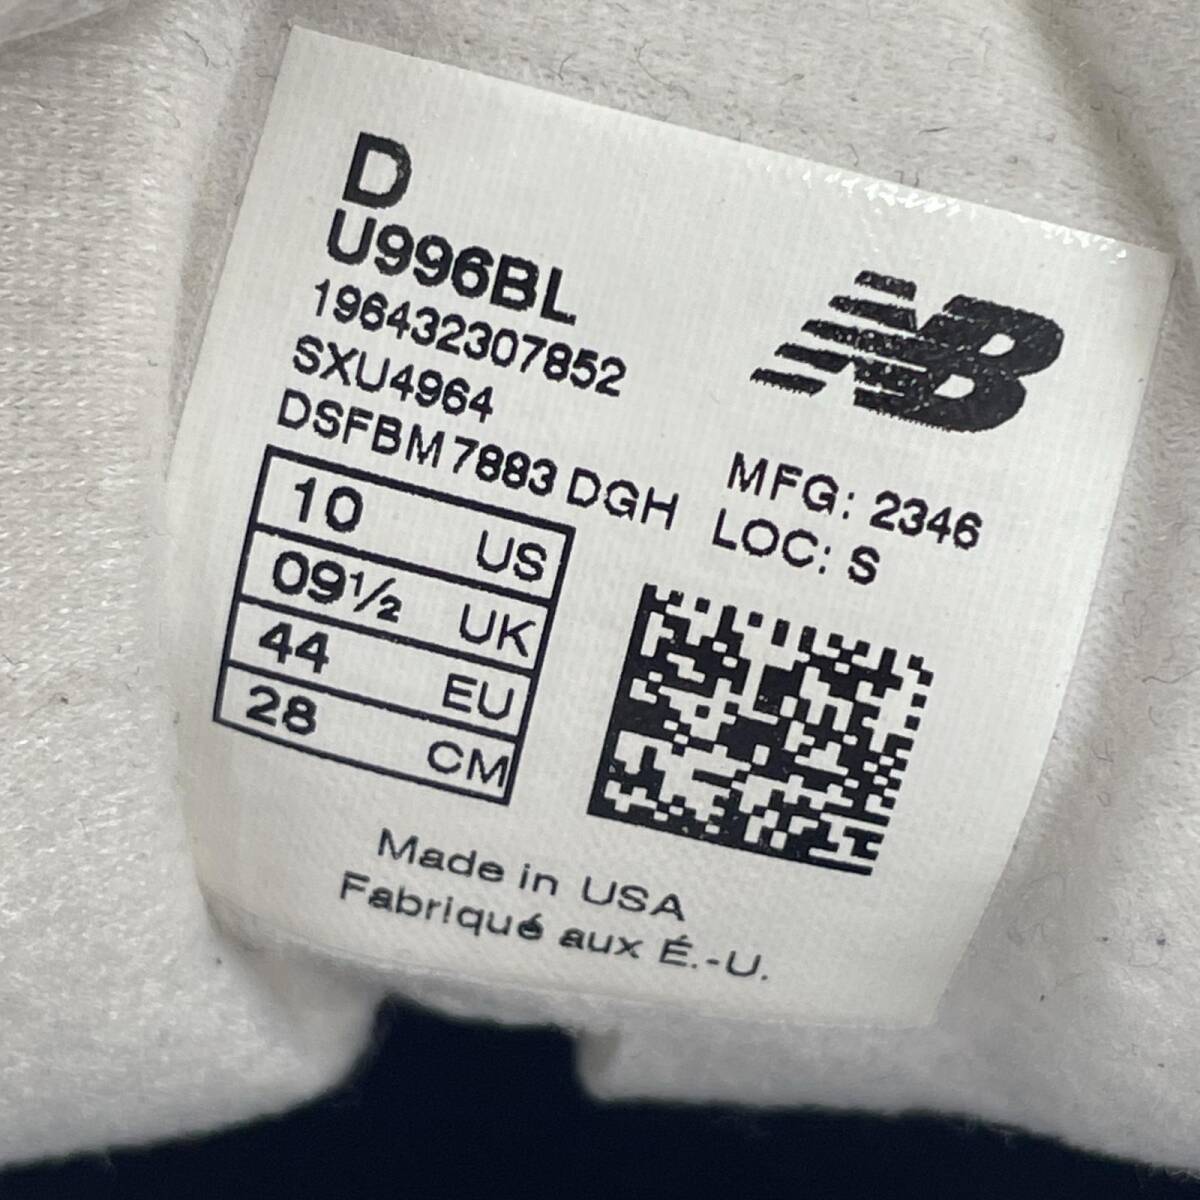 D
U996BL
196432307852
SXU4964
DSFBM7883 DGH
NB
MFG: 2346
LOC: S
10 US
09½ UK
44 EU
28 CM
Made in USA
Fabriqué aux É.-U.